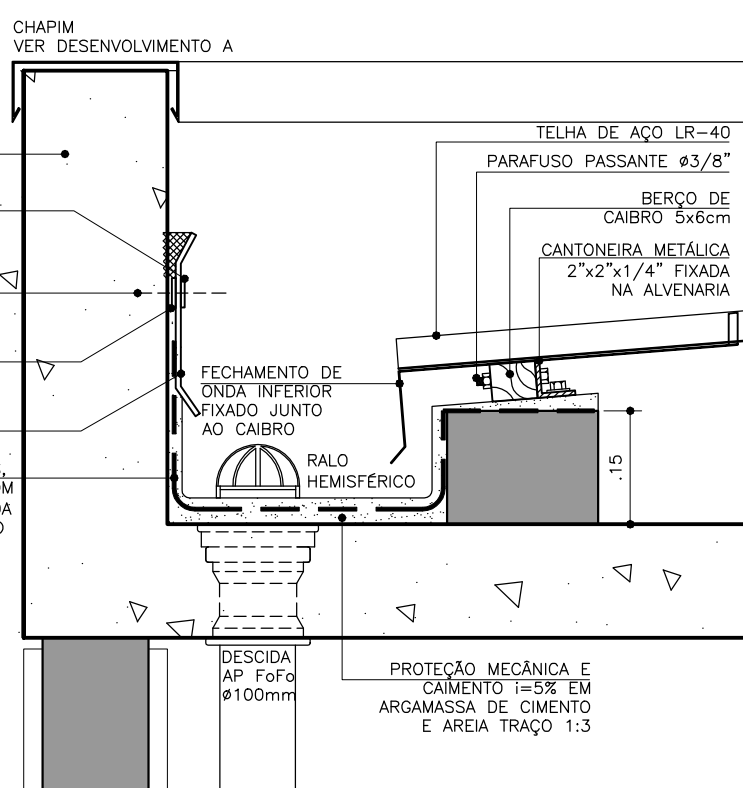 CHAPIM
VER DESENVOLVIMENTO A
TELHA DE AÇO LR-40
PARAFUSO PASSANTE ø3/8"
BERÇO DE
CAIBRO 5x6cm
CANTONEIRA METÁLICA
2"x2"x1/4" FIXADA
NA ALVENARIA
FECHAMENTO DE
ONDA INFERIOR
FIXADO JUNTO
AO CAIBRO
RALO
HEMISFÉRICO
.15
DESCIDA
AP FoFo
ø100mm
PROTEÇÃO MECÂNICA E
CAIMENTO i=5% EM
ARGAMASSA DE CIMENTO
E AREIA TRAÇO 1:3